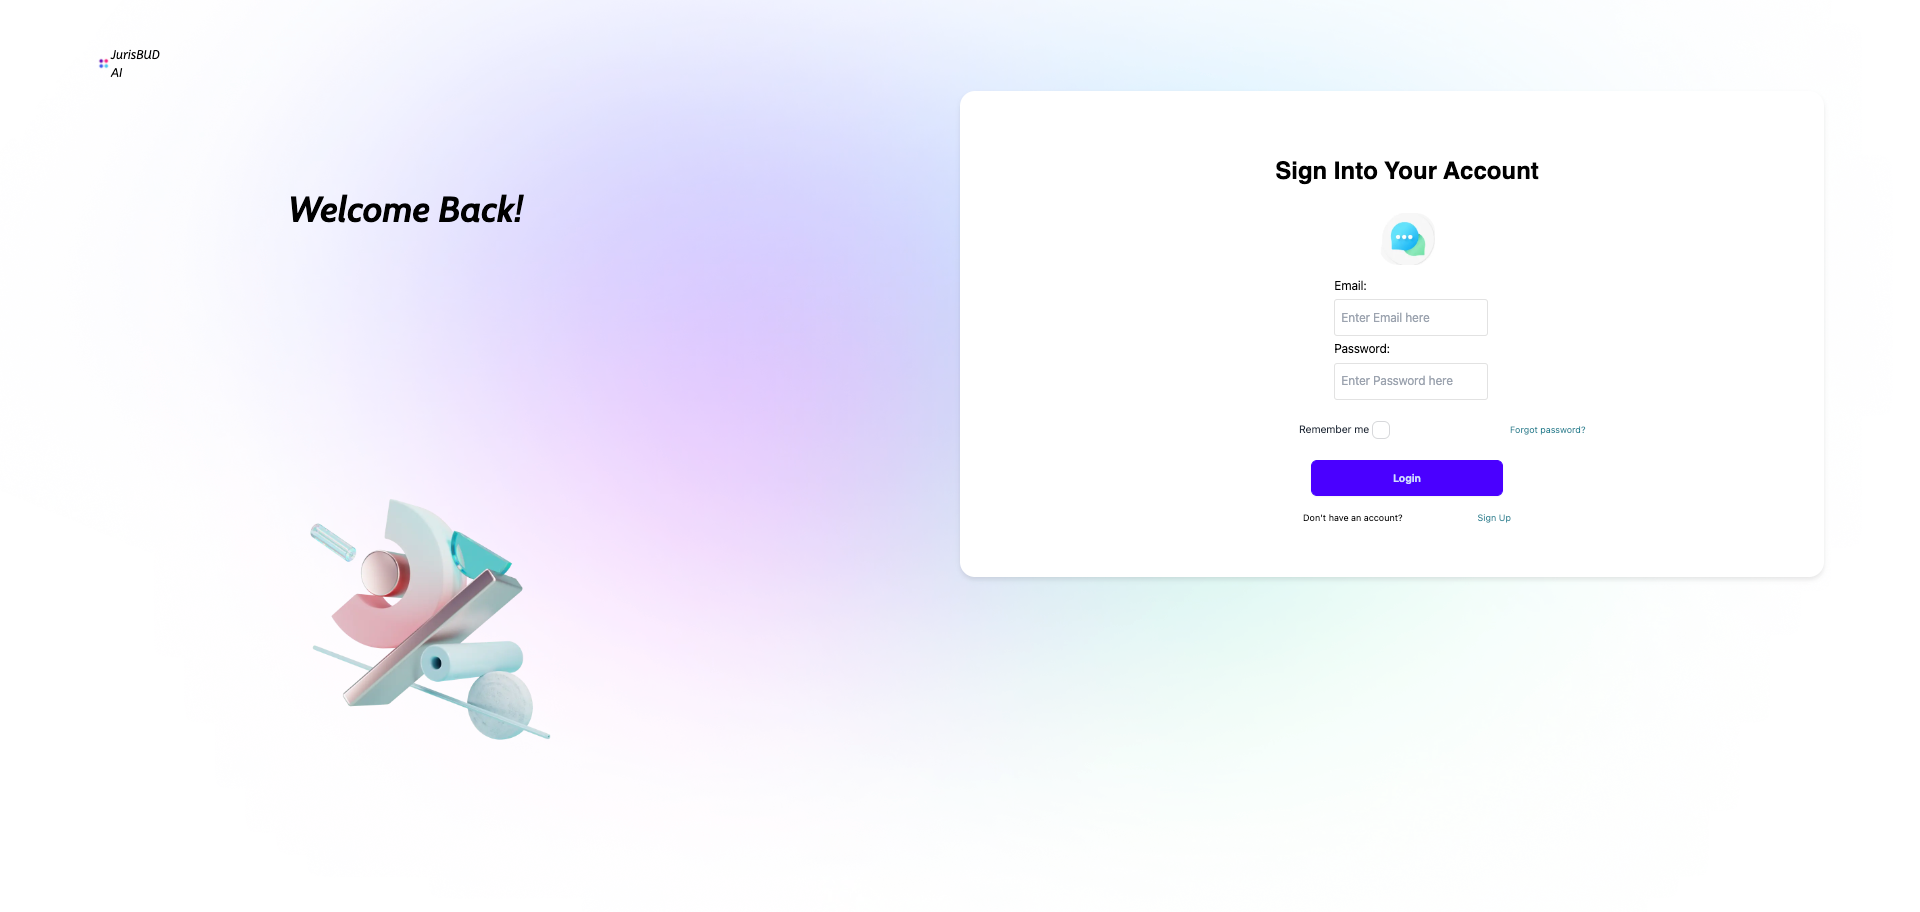 JurisBUD
AI
Welcome Back!
Sign Into Your Account
Email:
Enter Email here
Password:
Enter Password here
Remember me
Forgot password?
Login
Don't have an account?
Sign Up